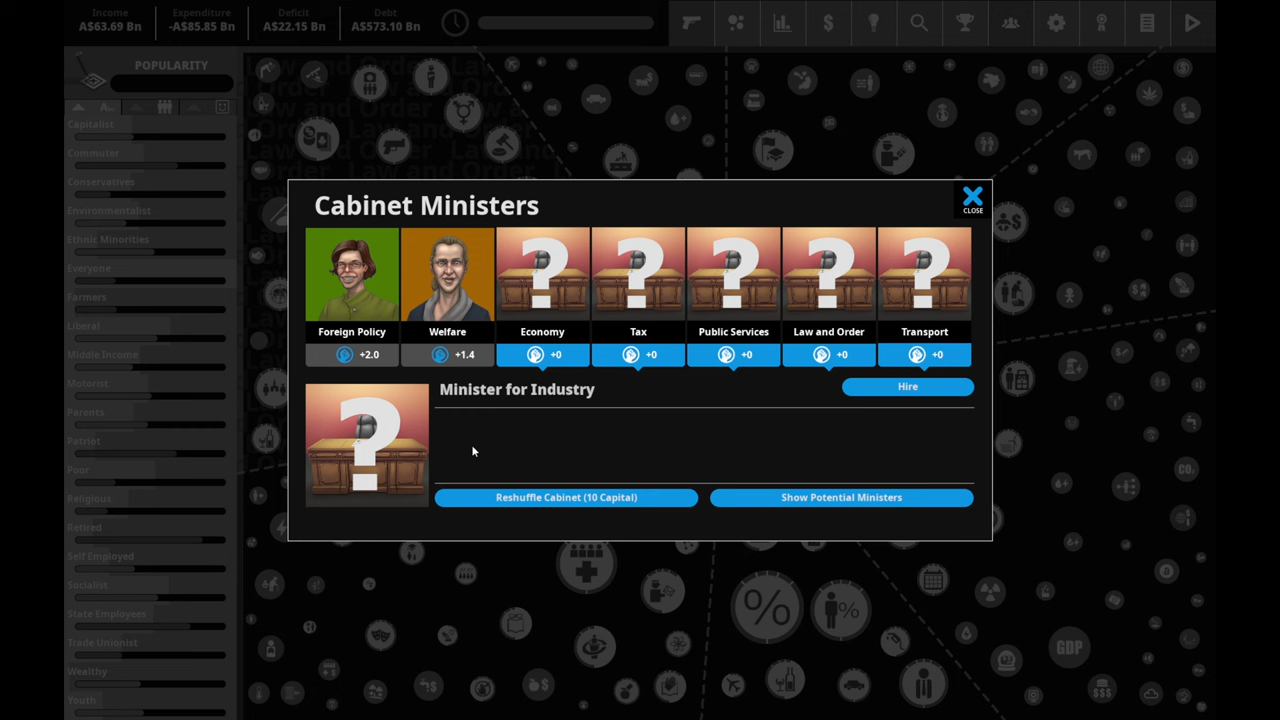 Income
Expenditure
Deficit
Debt
A$63.69 Bn
-A$85.85 Bn
A$22.15 Bn
A$573.10 Bn
POPULARITY
A...
Capitalist
Commuter
Conservatives
Environmentalist
Ethnic Minorities
Everyone
Farmers
Liberal
Middle Income
Motorist
Parents
Patriot
Poor
Religious
Retired
Self Employed
Socialist
State Employees
Trade Unionist
Wealthy
Youth
Law and Order
Cabinet Ministers
CLOSE
Foreign Policy
Welfare
Economy
Tax
Public Services
Law and Order
Transport
+2.0
+1.4
+0
+0
+0
+0
+0
Minister for Industry
Hire
Reshuffle Cabinet (10 Capital)
Show Potential Ministers
CO₂
%
%
GDP
$$$